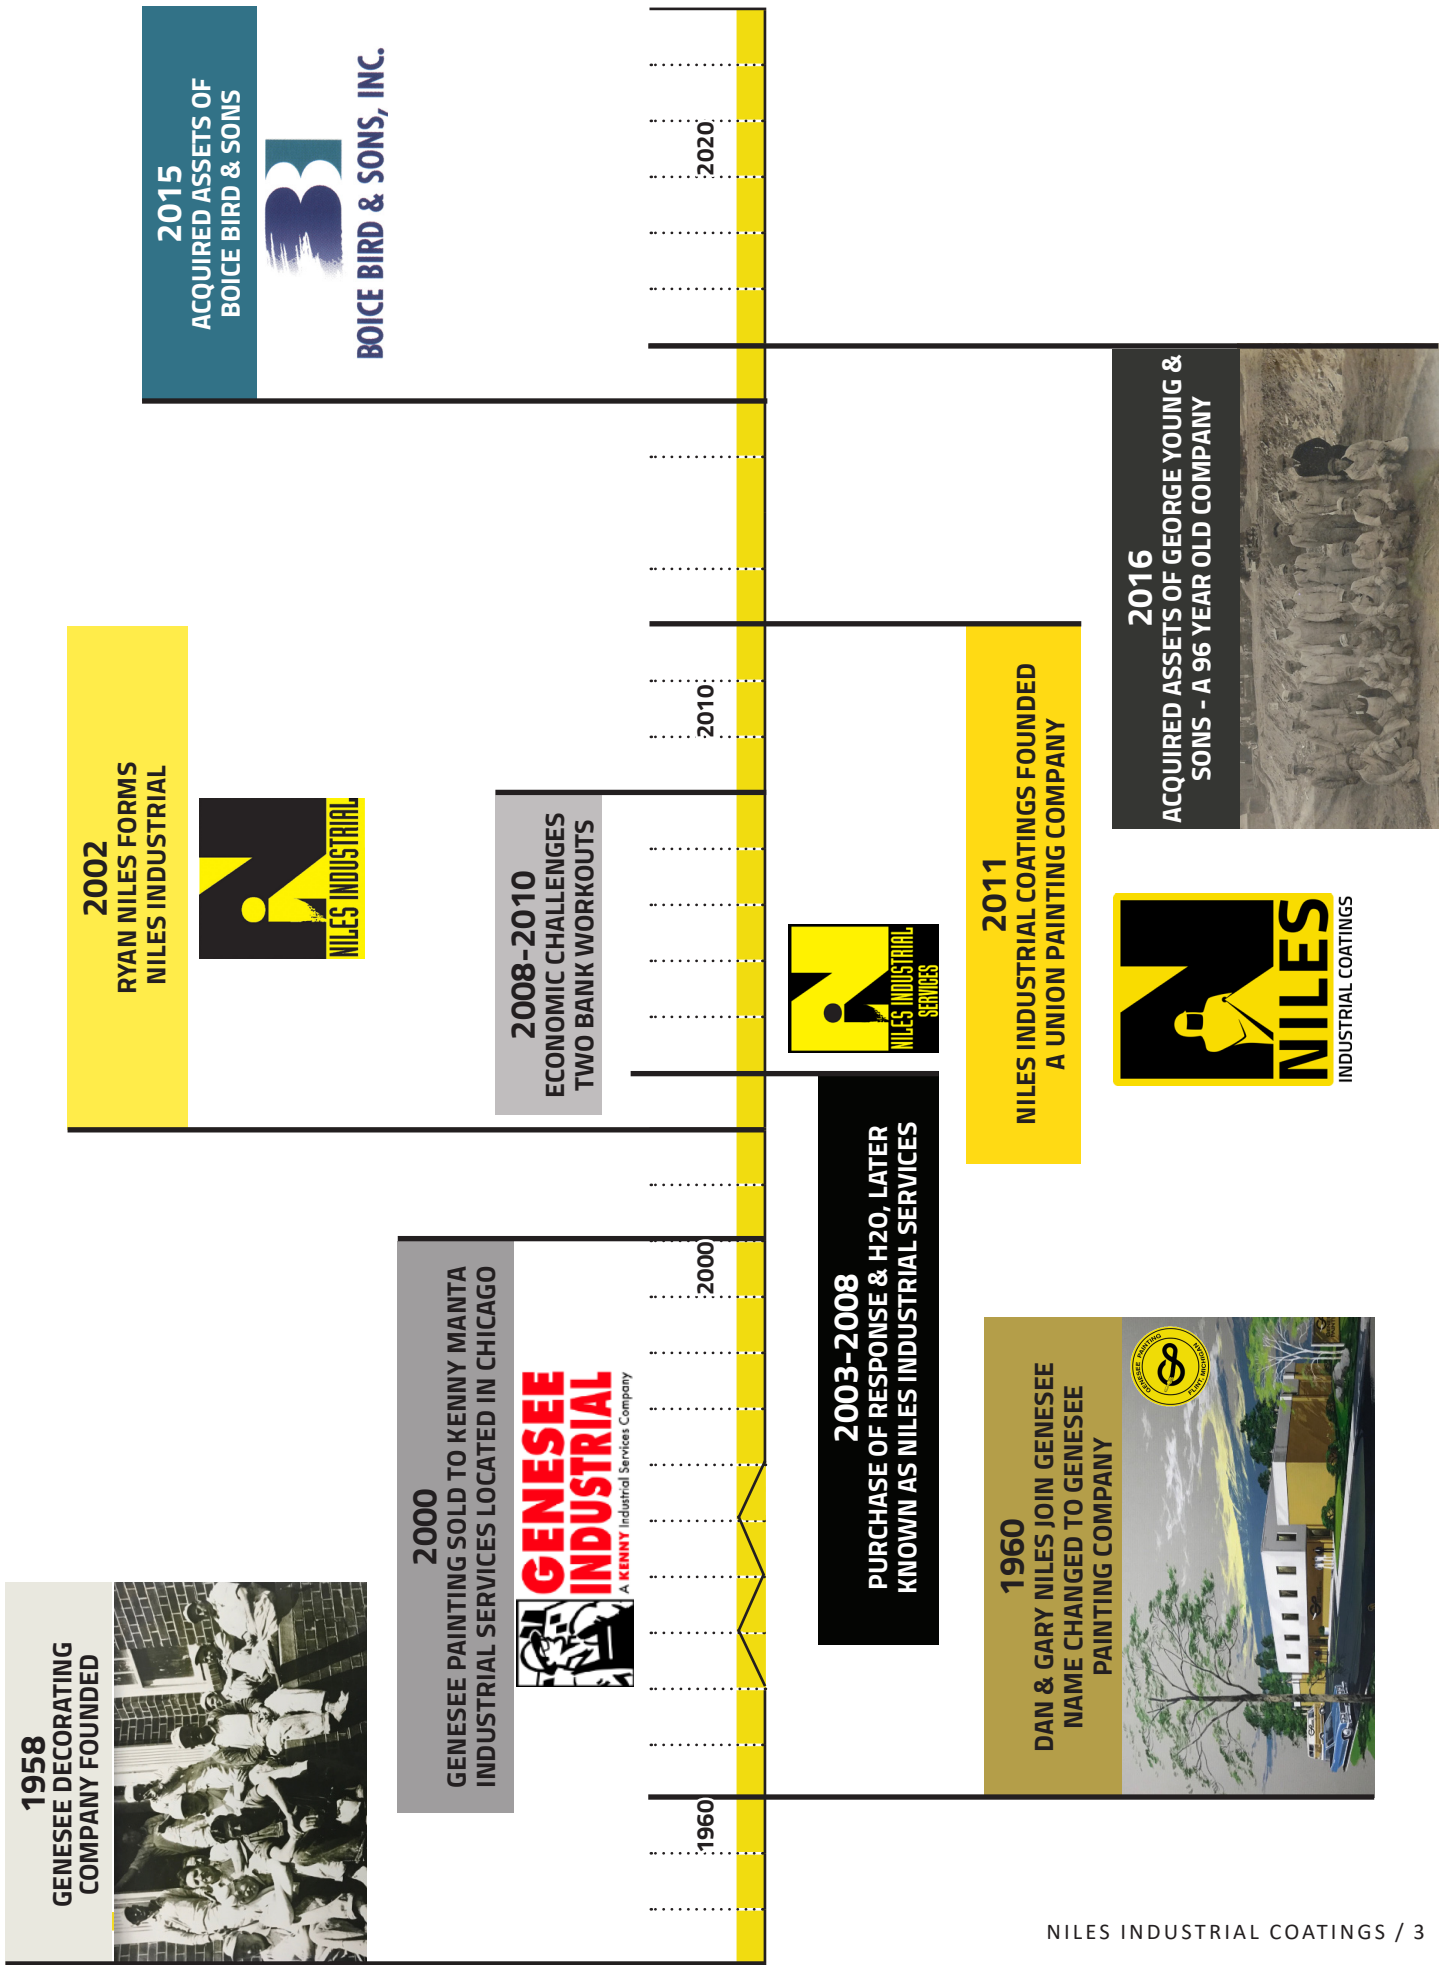 1958
GENESEE DECORATING
COMPANY FOUNDED
2000
GENESEE PAINTING SOLD TO KENNY MANTA
INDUSTRIAL SERVICES LOCATED IN CHICAGO
GENESEE
INDUSTRIAL
A KENNY Industrial Services Company
2002
RYAN NILES FORMS
NILES INDUSTRIAL
NILES INDUSTRIAL
2008-2010
ECONOMIC CHALLENGES
TWO BANK WORKOUTS
2015
ACQUIRED ASSETS OF
BOICE BIRD & SONS
BOICE BIRD & SONS, INC.
1960
2000
2010
2020
1960
DAN & GARY NILES JOIN GENESEE
NAME CHANGED TO GENESEE
PAINTING COMPANY
GENESEE PAINTING
FLINT, MICHIGAN
2003-2008
PURCHASE OF RESPONSE & H2O, LATER
KNOWN AS NILES INDUSTRIAL SERVICES
NILES INDUSTRIAL
SERVICES
2011
NILES INDUSTRIAL COATINGS FOUNDED
A UNION PAINTING COMPANY
NILES
INDUSTRIAL COATINGS
2016
ACQUIRED ASSETS OF GEORGE YOUNG &
SONS - A 96 YEAR OLD COMPANY
NILES INDUSTRIAL COATINGS / 3